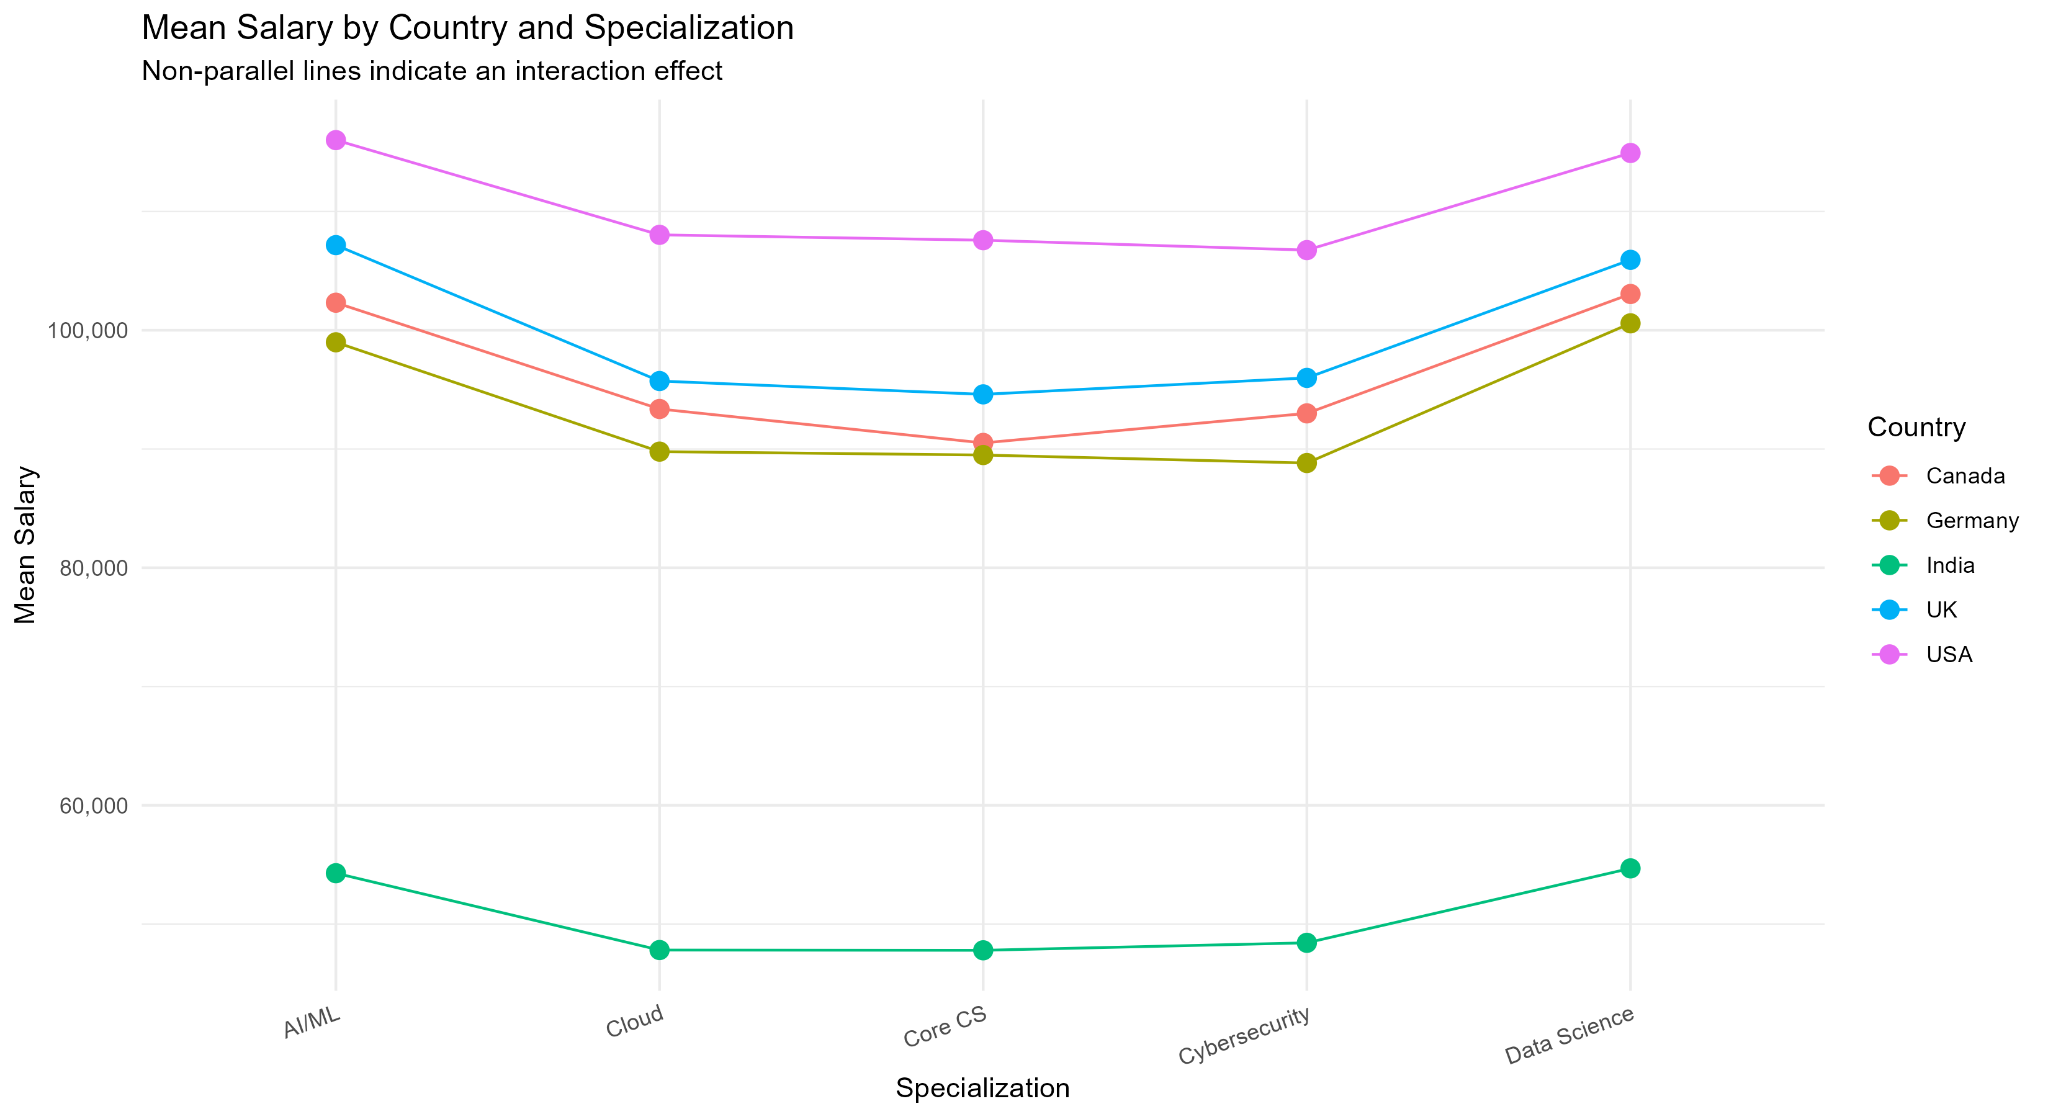 Mean Salary by Country and Specialization
Non-parallel lines indicate an interaction effect
Mean Salary
100,000
80,000
60,000
AI/ML
Cloud
Core CS
Cybersecurity
Data Science
Specialization
Country
Canada
Germany
India
UK
USA